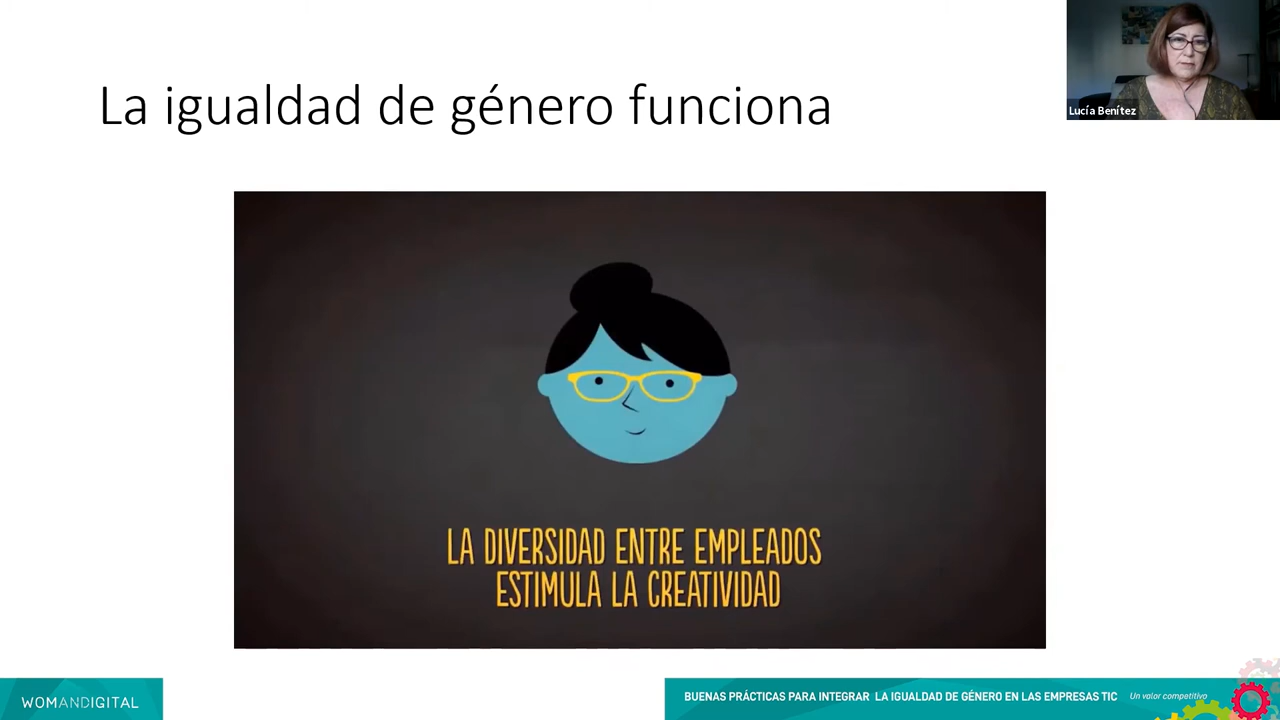 La igualdad de género funciona
Lucía Benítez
LA DIVERSIDAD ENTRE EMPLEADOS
ESTIMULA LA CREATIVIDAD
WOMANDIGITAL
BUENAS PRÁCTICAS PARA INTEGRAR LA IGUALDAD DE GÉNERO EN LAS EMPRESAS TIC Un valor competitivo